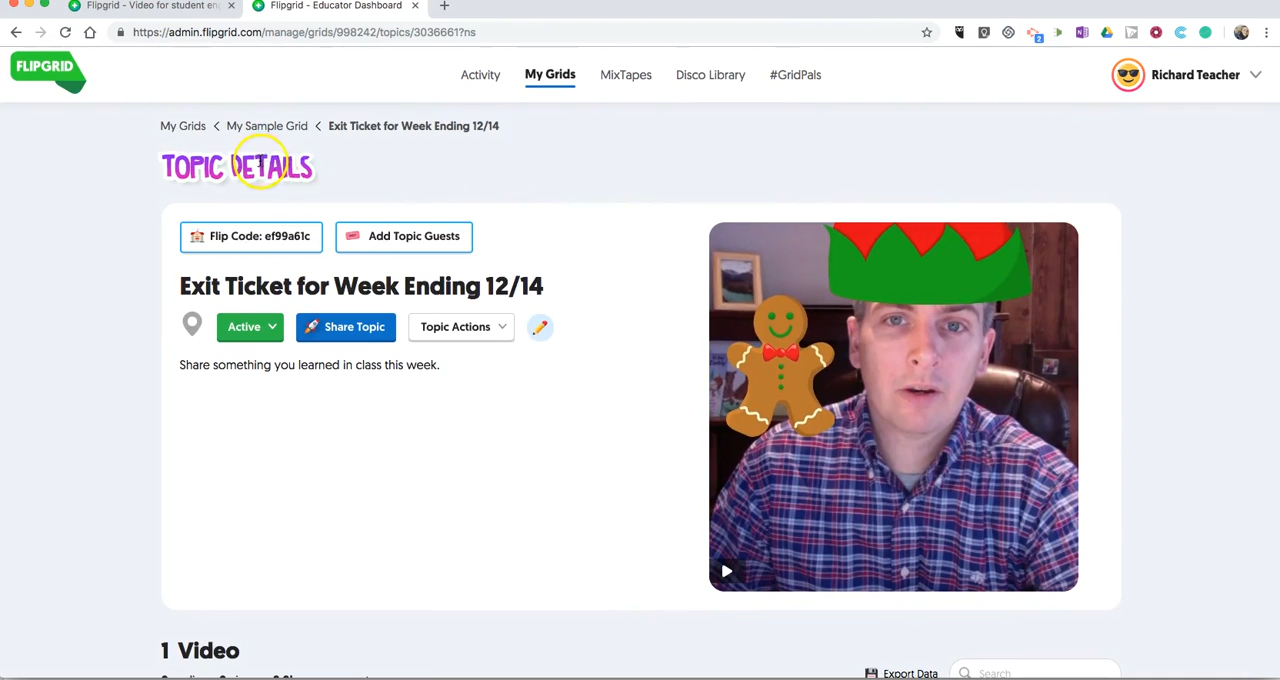 Flipgrid - Video for student en
Flipgrid - Educator Dashboard
https://admin.flipgrid.com/manage/grids/998242/topics/3036661?ns
2
FLIPGRID
Activity
My Grids
MixTapes
Disco Library
#GridPals
Richard Teacher
My Grids < My Sample Grid < Exit Ticket for Week Ending 12/14
TOPIC DETAILS
Flip Code: ef99a61c
Add Topic Guests
Exit Ticket for Week Ending 12/14
Active
Share Topic
Topic Actions
Share something you learned in class this week.
1 Video
Export Data
Search